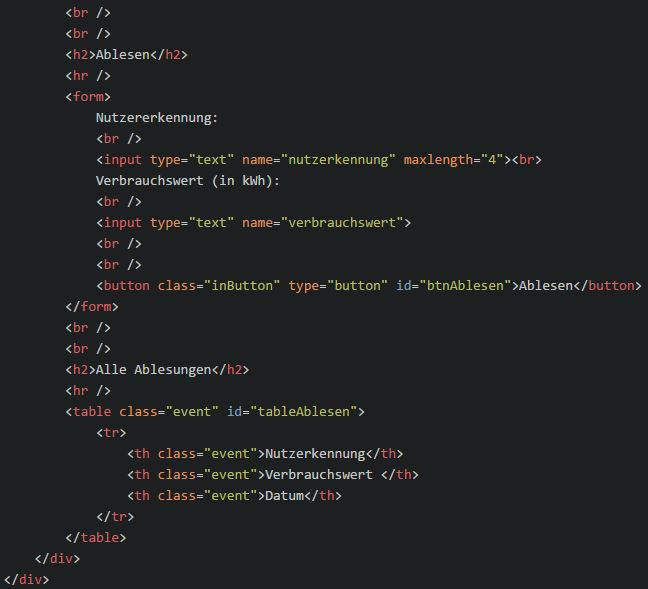 <br />
<br />
<h2>Ablesen</h2>
<hr />
<form>
Nutzererkennung:
<br />
<input type="text" name="nutzerkennung" maxlength="4"><br>
Verbrauchswert (in kWh):
<br />
<input type="text" name="verbrauchswert">
<br />
<br />
<button class="inButton" type="button" id="btnAblesen">Ablesen</button>
</form>
<br />
<br />
<h2>Alle Ablesungen</h2>
<hr />
<table class="event" id="tableAblesen">
<tr>
<th class="event">Nutzerkennung</th>
<th class="event">Verbrauchswert </th>
<th class="event">Datum</th>
</tr>
</table>
</div>
</div>